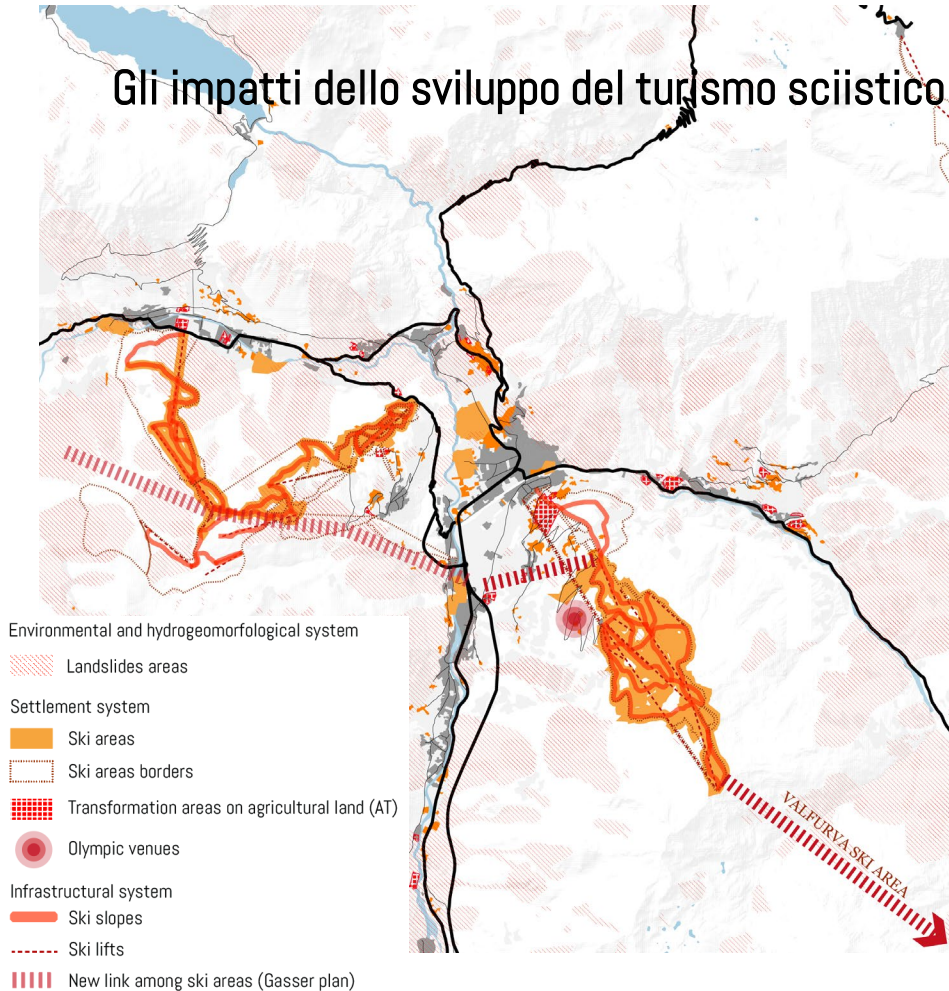 Gli impatti dello sviluppo del turismo sciistico
Environmental and hydrogeomorfological system
Landslides areas
Settlement system
Ski areas
Ski areas borders
Transformation areas on agricultural land (AT)
Olympic venues
Infrastructural system
Ski slopes
Ski lifts
New link among ski areas (Gasser plan)
VALFURVA SKI AREA